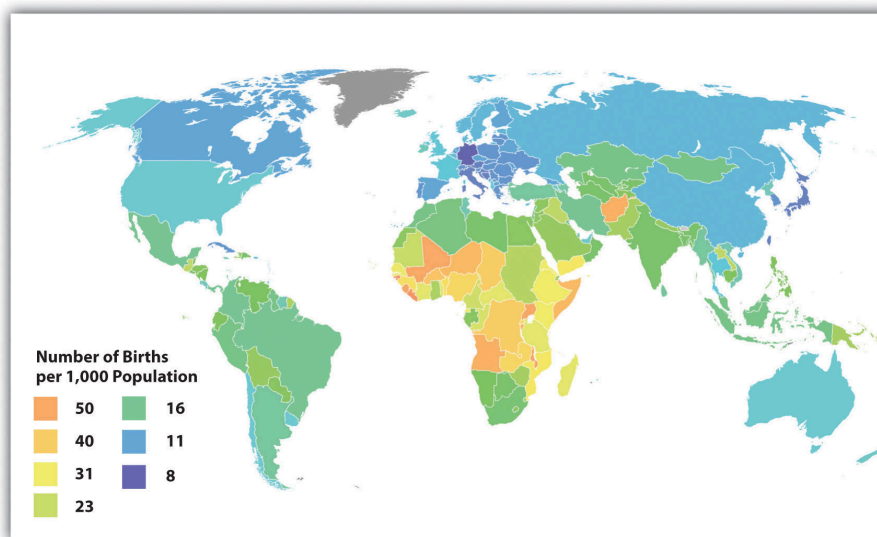 Number of Births
per 1,000 Population
50 16
40 11
31 8
23